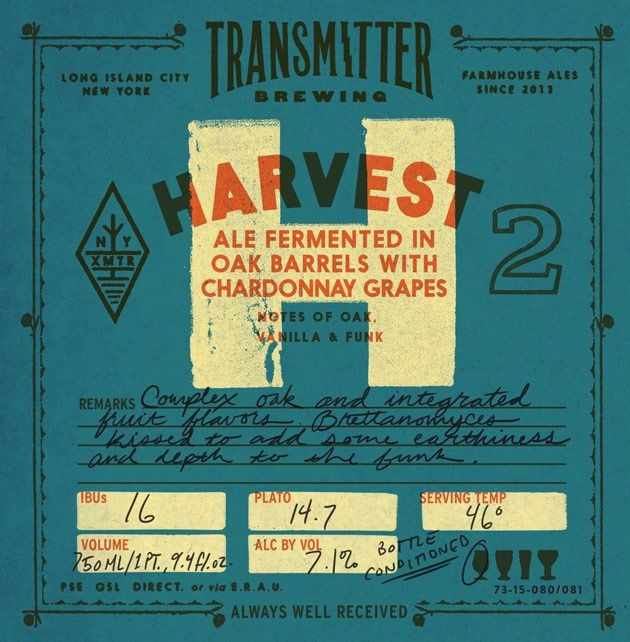 TRANSMITTER
BREWING
LONG ISLAND CITY
NEW YORK
FARMHOUSE ALES
SINCE 2013
H
HARVEST
2
ALE FERMENTED IN
OAK BARRELS WITH
CHARDONNAY GRAPES
NOTES OF OAK,
VANILLA & FUNK
NY
XMTR
REMARKS Complex oak and integrated
fruit flavors. Brettanomyces
kissed to add some earthiness
and depth to the funk.
IBUs 16
PLATO 14.7
SERVING TEMP 46°
VOLUME 750ML/1PT., 9.4fl.oz.
ALC BY VOL 7.1%
BOTTLE
CONDITIONED
PSE QSL DIRECT. or via E.R.A.U.
73-15-080/081
ALWAYS WELL RECEIVED